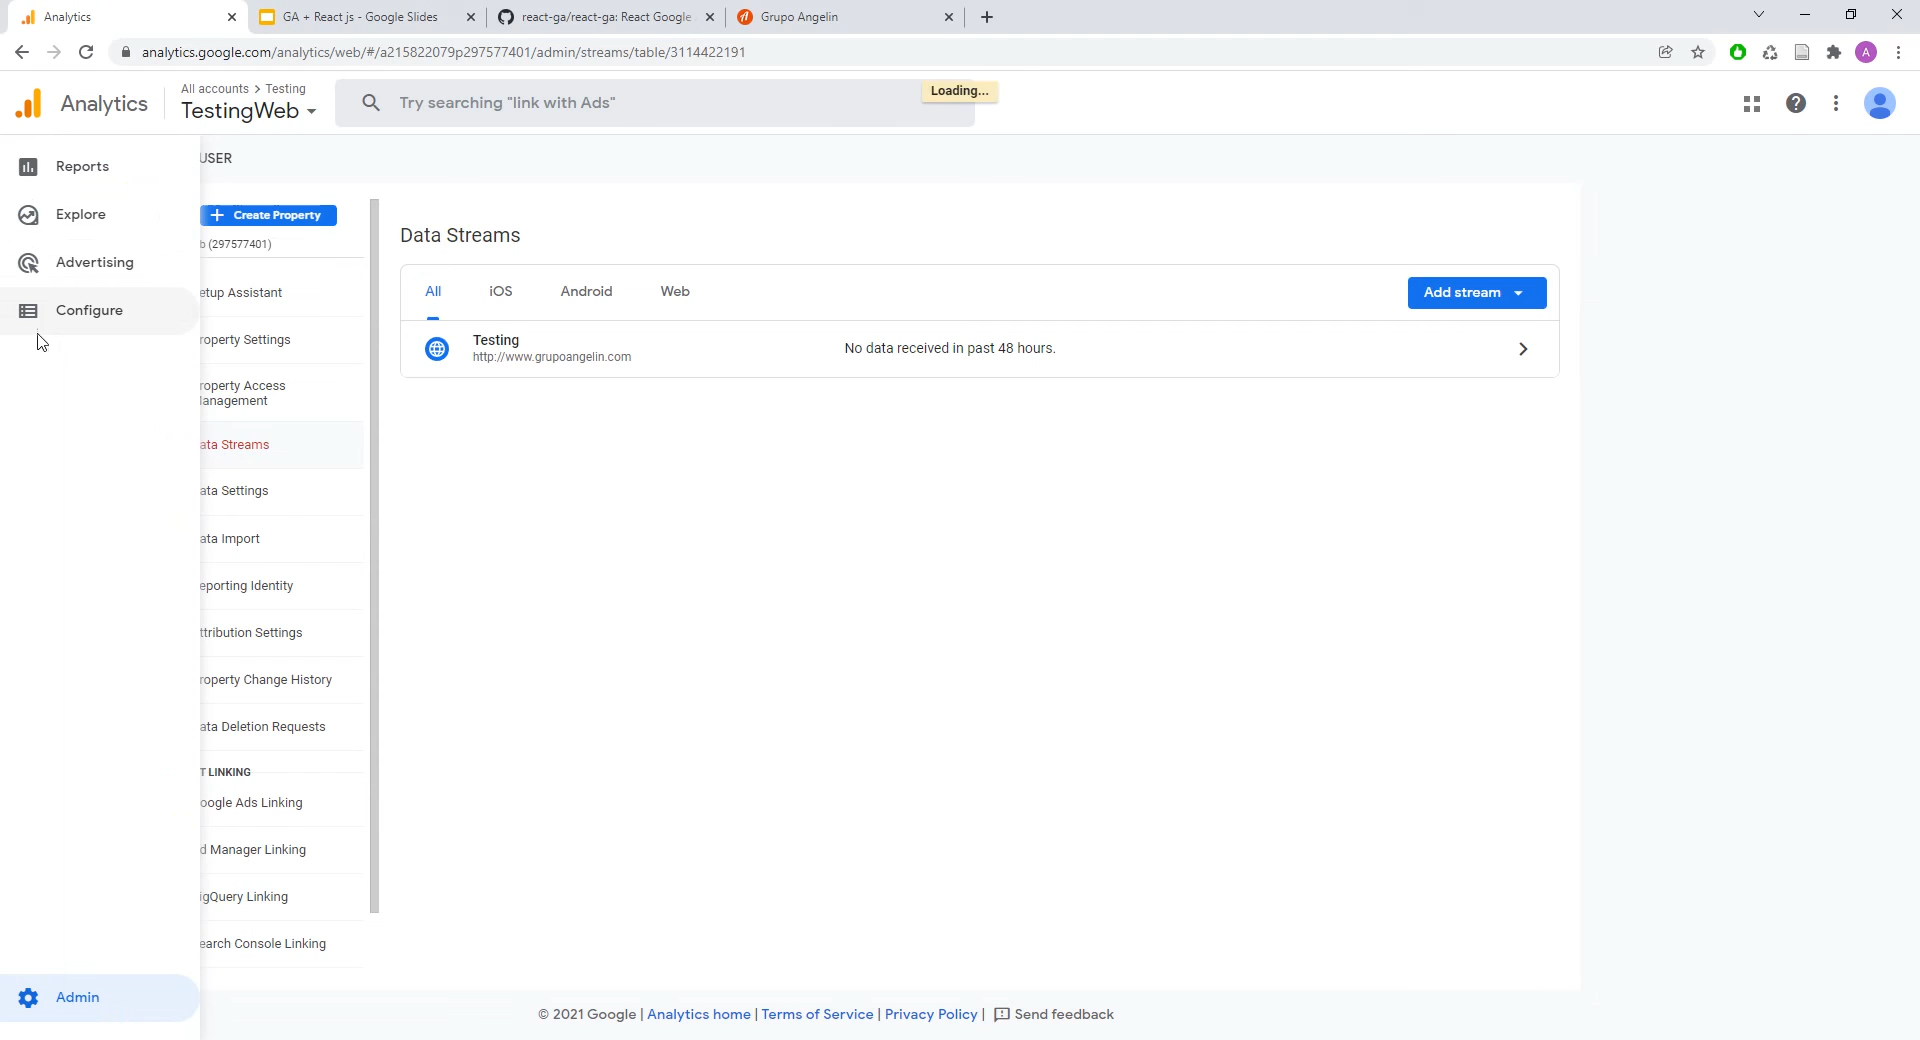 Analytics
GA + React js - Google Slides
react-ga/react-ga: React Google
Grupo Angelin
analytics.google.com/analytics/web/#/a215822079p297577401/admin/streams/table/3114422191
A
Analytics
All accounts > Testing
TestingWeb
Try searching "link with Ads"
Loading...
Reports
Explore
Advertising
Configure
Admin
USER
Create Property
b (297577401)
etup Assistant
roperty Settings
roperty Access
anagement
ata Streams
ata Settings
ata Import
eporting Identity
ttribution Settings
roperty Change History
ata Deletion Requests
T LINKING
oogle Ads Linking
d Manager Linking
igQuery Linking
earch Console Linking
Data Streams
All
iOS
Android
Web
Add stream
Testing
http://www.grupoangelin.com
No data received in past 48 hours.
© 2021 Google | Analytics home | Terms of Service | Privacy Policy | Send feedback